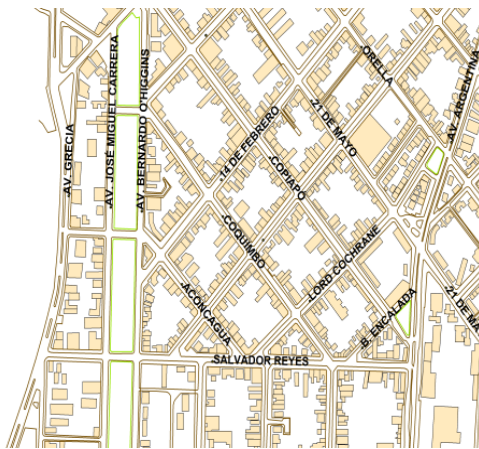 ORELLA
AV. ARGENTINA
AV. JOSÉ MIGUEL CARRERA
AV. BERNARDO O'HIGGINS
AV. GRECIA
21 DE MAYO
14 DE FEBRERO
COPIAPÓ
COQUIMBO
LORD COCHRANE
ACONCAGUA
B. ENCALADA
21 DE MA
SALVADOR REYES